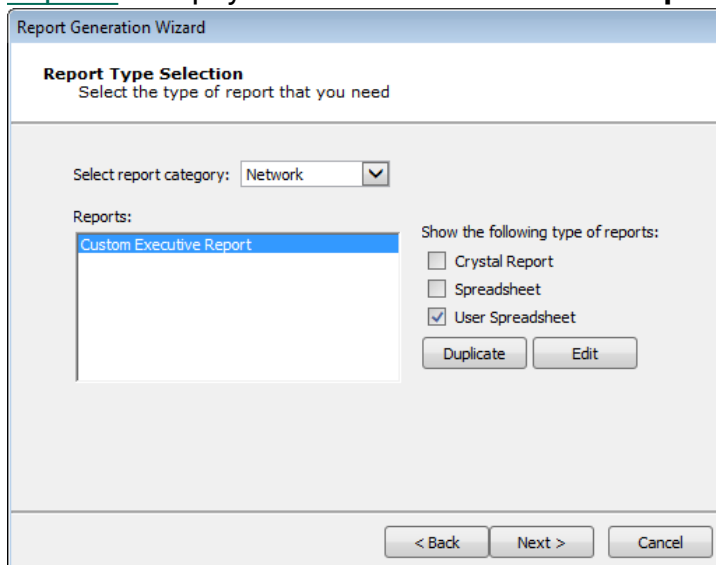 Report Generation Wizard
Report Type Selection
Select the type of report that you need
Select report category: Network
Reports:
Custom Executive Report
Show the following type of reports:
Crystal Report
Spreadsheet
User Spreadsheet
Duplicate Edit
< Back Next > Cancel